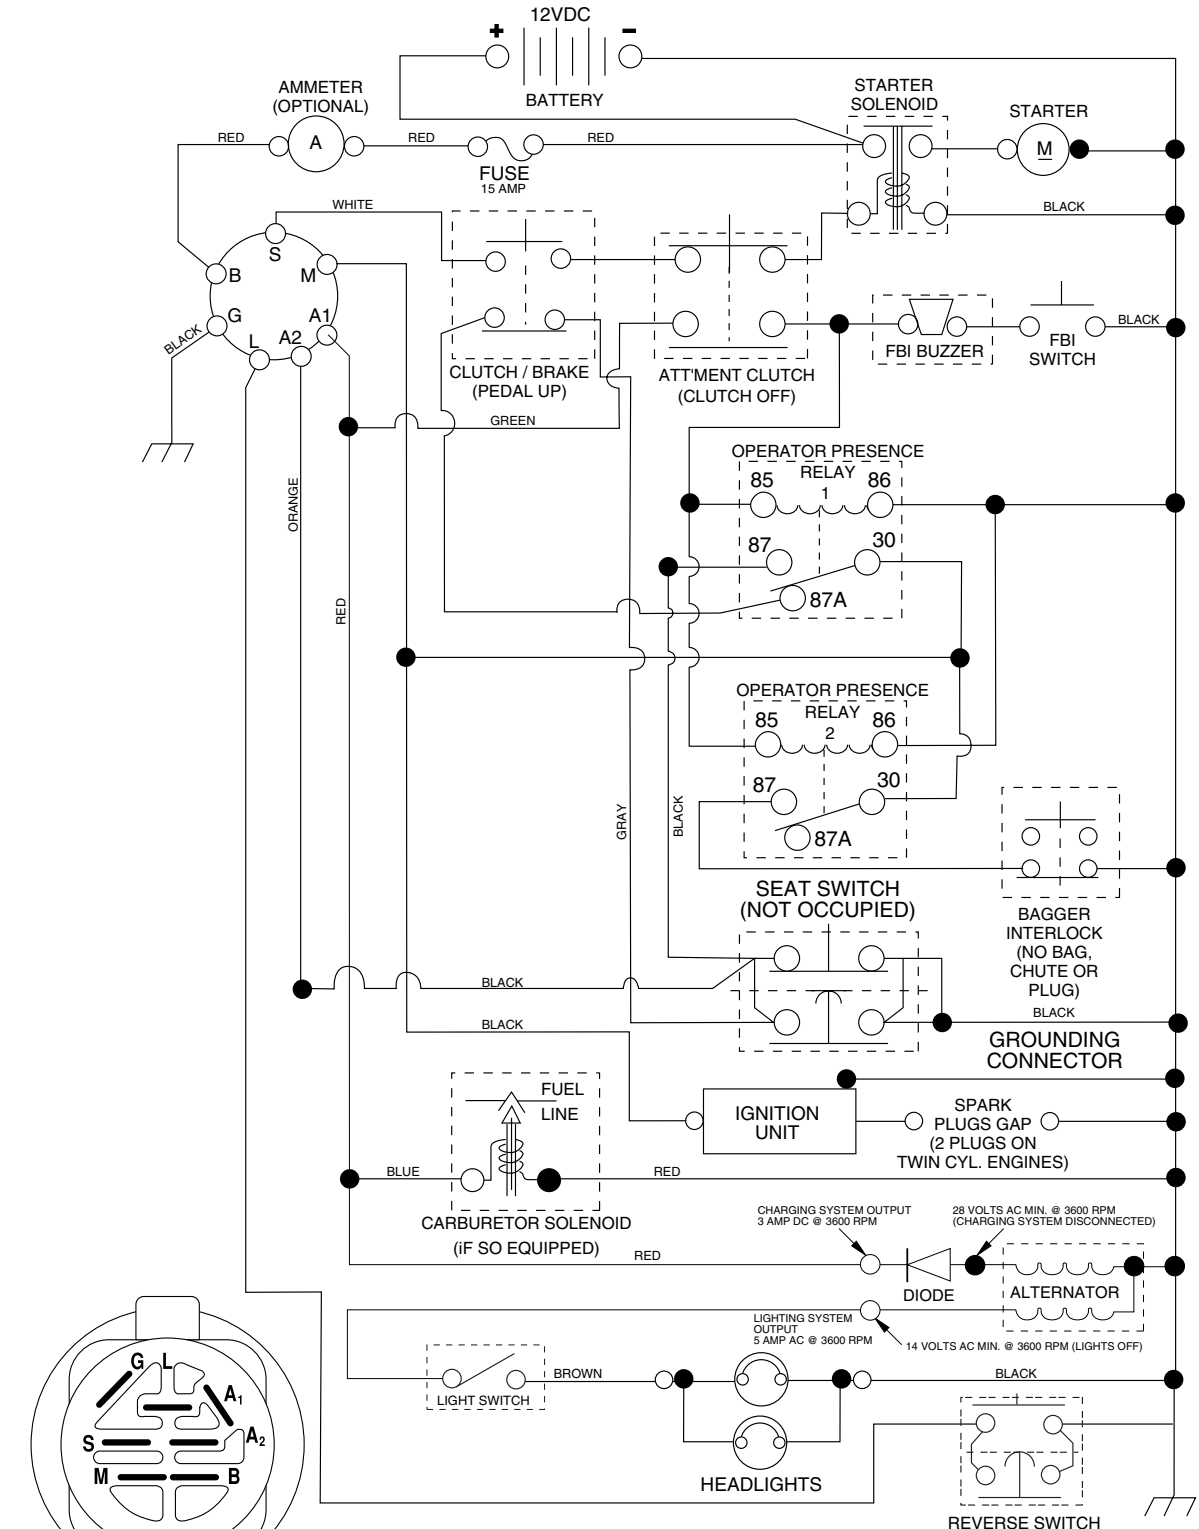 12VDC
+
-
BATTERY
AMMETER
(OPTIONAL)
STARTER
SOLENOID
STARTER
RED
A
RED
RED
M
FUSE
15 AMP
WHITE
BLACK
S
B
M
G
A1
L
A2
BLACK
CLUTCH / BRAKE
(PEDAL UP)
ATT'MENT CLUTCH
(CLUTCH OFF)
FBI BUZZER
FBI
SWITCH
BLACK
GREEN
OPERATOR PRESENCE
RELAY
1
85
86
87
30
87A
ORANGE
RED
OPERATOR PRESENCE
RELAY
2
85
86
87
30
87A
GRAY
BLACK
SEAT SWITCH
(NOT OCCUPIED)
BAGGER
INTERLOCK
(NO BAG,
CHUTE OR
PLUG)
BLACK
BLACK
BLACK
GROUNDING
CONNECTOR
FUEL
LINE
IGNITION
UNIT
SPARK
PLUGS GAP
(2 PLUGS ON
TWIN CYL. ENGINES)
BLUE
RED
CARBURETOR SOLENOID
(iF SO EQUIPPED)
CHARGING SYSTEM OUTPUT
3 AMP DC @ 3600 RPM
28 VOLTS AC MIN. @ 3600 RPM
(CHARGING SYSTEM DISCONNECTED)
RED
DIODE
ALTERNATOR
LIGHTING SYSTEM
OUTPUT
5 AMP AC @ 3600 RPM
14 VOLTS AC MIN. @ 3600 RPM (LIGHTS OFF)
LIGHT SWITCH
BROWN
BLACK
HEADLIGHTS
REVERSE SWITCH
G
L
A1
S
A2
M
B